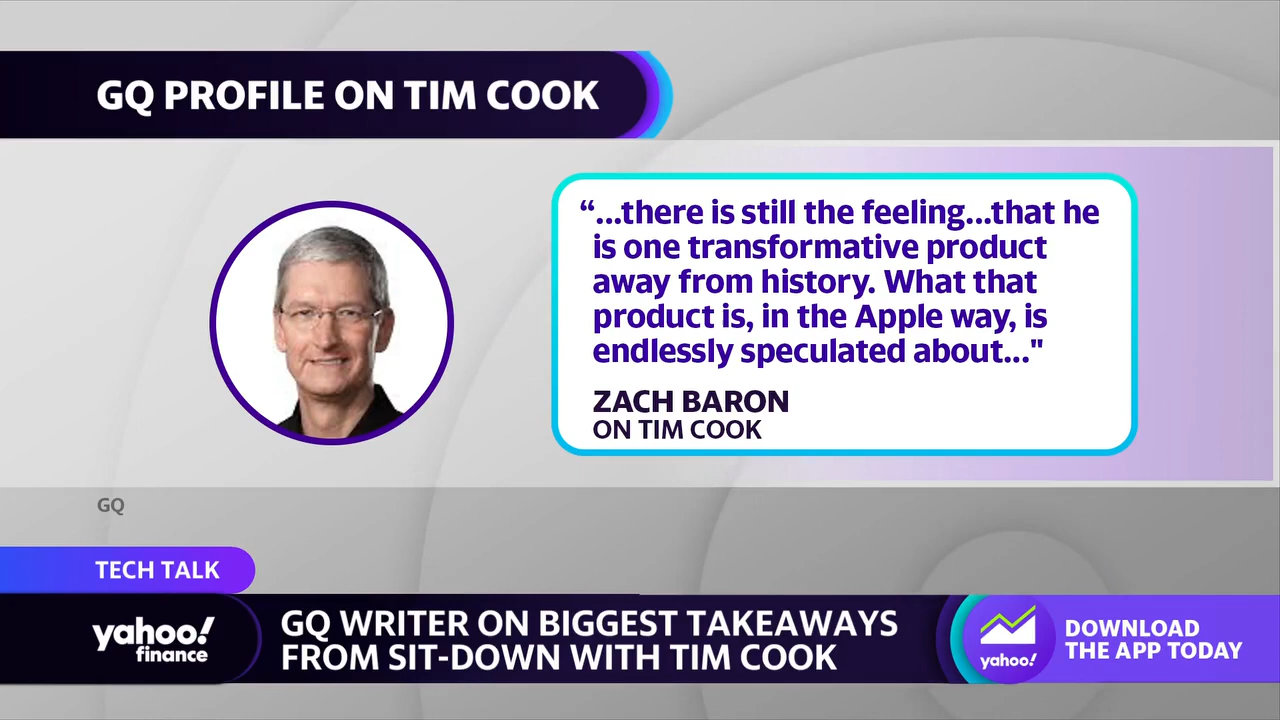 GQ PROFILE ON TIM COOK
“...there is still the feeling...that he
is one transformative product
away from history. What that
product is, in the Apple way, is
endlessly speculated about..."
ZACH BARON
ON TIM COOK
GQ
TECH TALK
yahoo!
finance
GQ WRITER ON BIGGEST TAKEAWAYS
FROM SIT-DOWN WITH TIM COOK
yahoo!
DOWNLOAD
THE APP TODAY